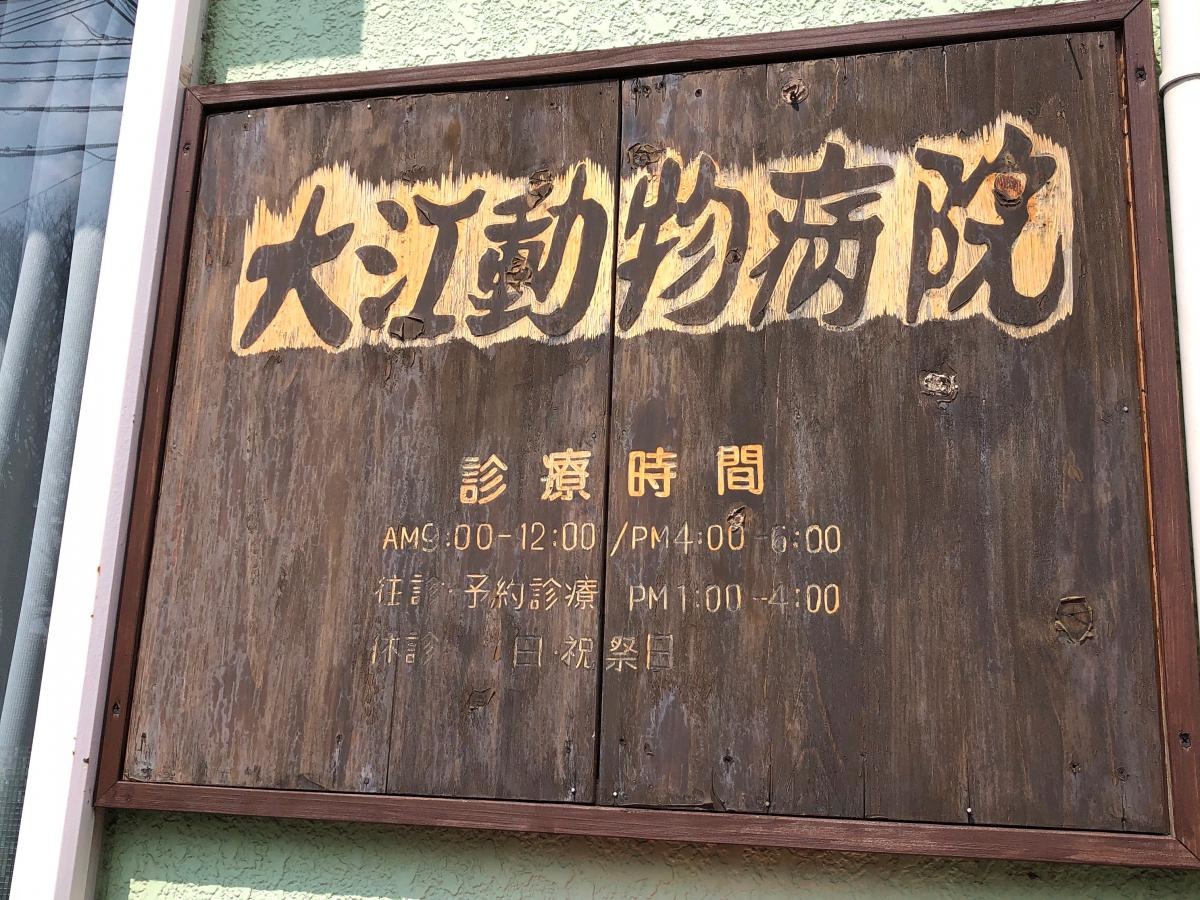 大江動物病院
診療時間
AM9:00-12:00/PM4:00-6:00
往診・予約診療 PM1:00-4:00
休診 日・祝祭日